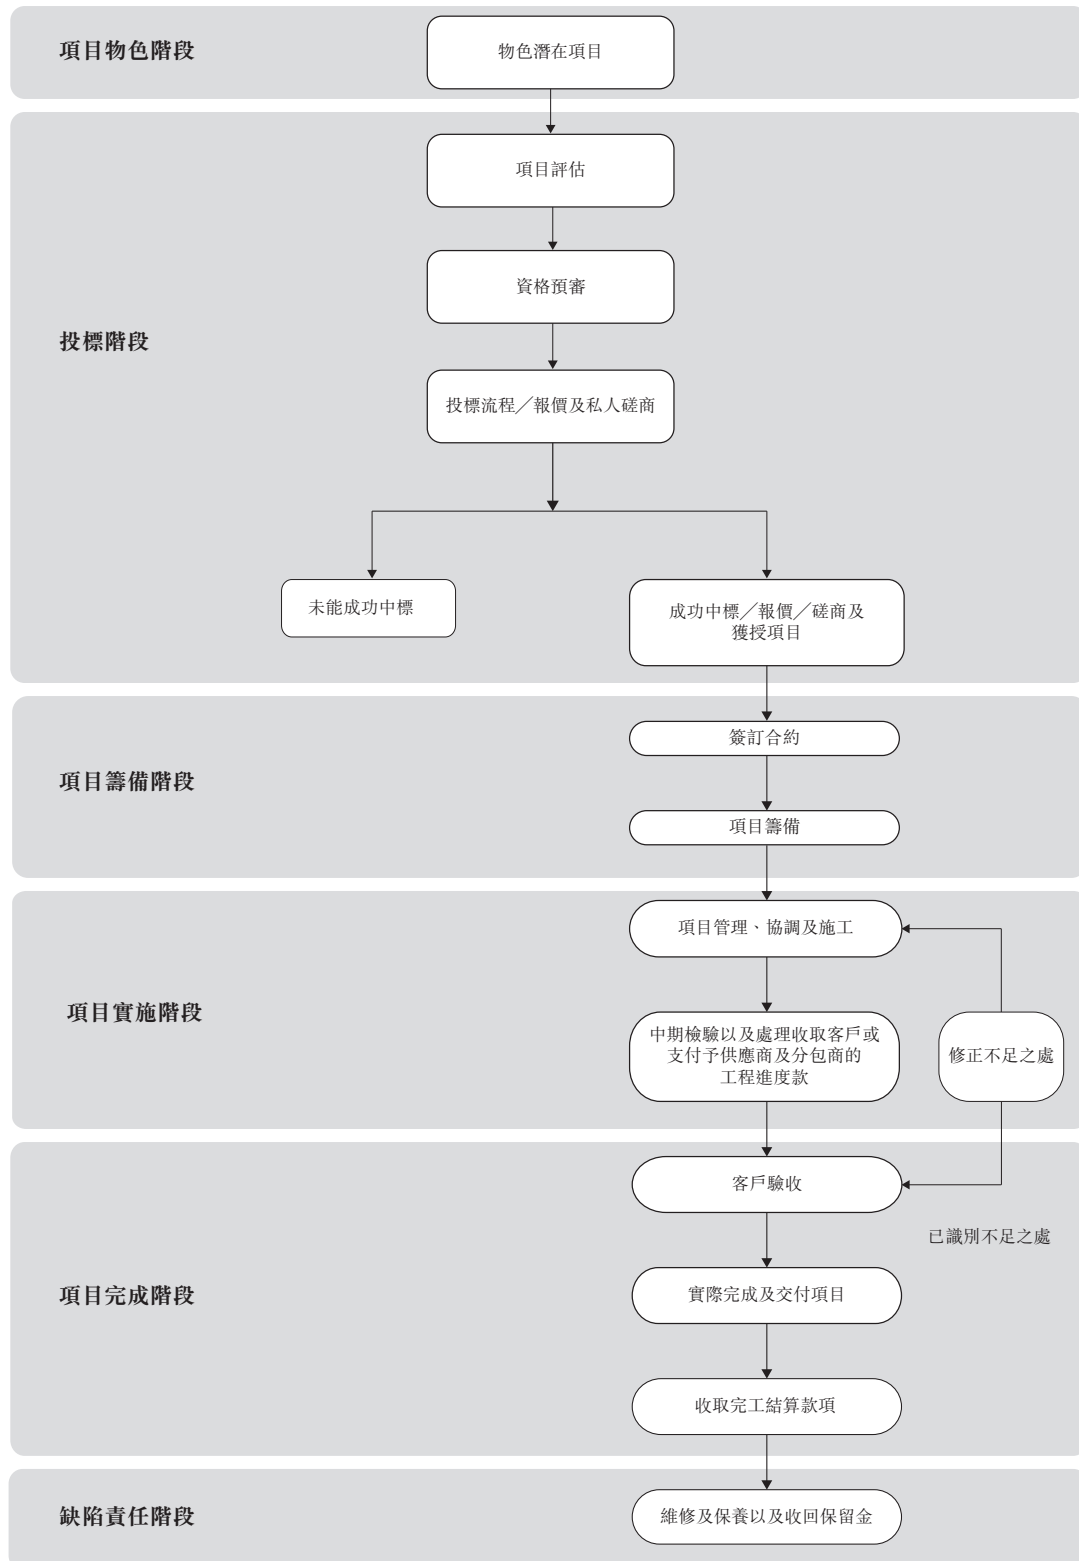 項目物色階段
物色潛在項目
項目評估
資格預審
投標階段
投標流程／報價及私人磋商
未能成功中標
成功中標／報價／磋商及
獲授項目
簽訂合約
項目籌備階段
項目籌備
項目管理、協調及施工
項目實施階段
中期檢驗以及處理收取客戶或
支付予供應商及分包商的
工程進度款
修正不足之處
客戶驗收
已識別不足之處
項目完成階段
實際完成及交付項目
收取完工結算款項
缺陷責任階段
維修及保養以及收回保留金